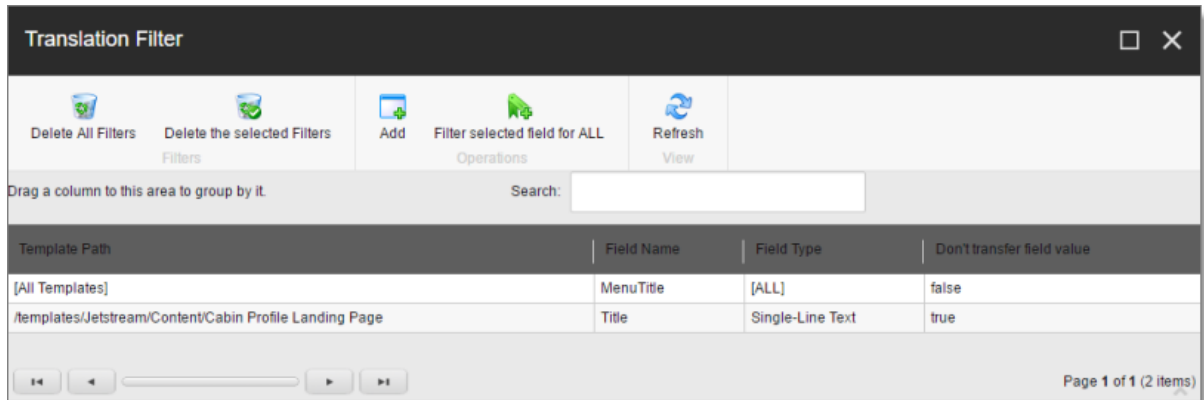 Translation Filter
Delete All Filters Delete the selected Filters Add Filter selected field for ALL Refresh
Filters Operations View
Drag a column to this area to group by it. Search:
Template Path Field Name Field Type Don't transfer field value
[All Templates] MenuTitle [ALL] false
/templates/Jetstream/Content/Cabin Profile Landing Page Title Single-Line Text true
Page 1 of 1 (2 items)